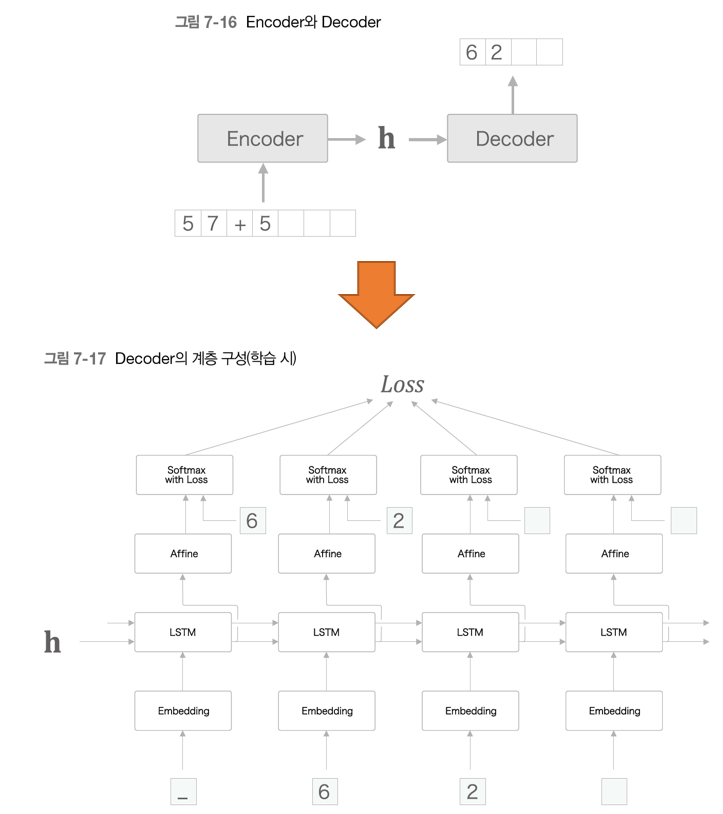 그림 7-16 Encoder와 Decoder
6 2
Encoder h Decoder
5 7 + 5
그림 7-17 Decoder의 계층 구성(학습 시)
Loss
Softmax with Loss
Softmax with Loss
Softmax with Loss
Softmax with Loss
6 2
Affine Affine Affine Affine
h LSTM LSTM LSTM LSTM
Embedding Embedding Embedding Embedding
_ 6 2